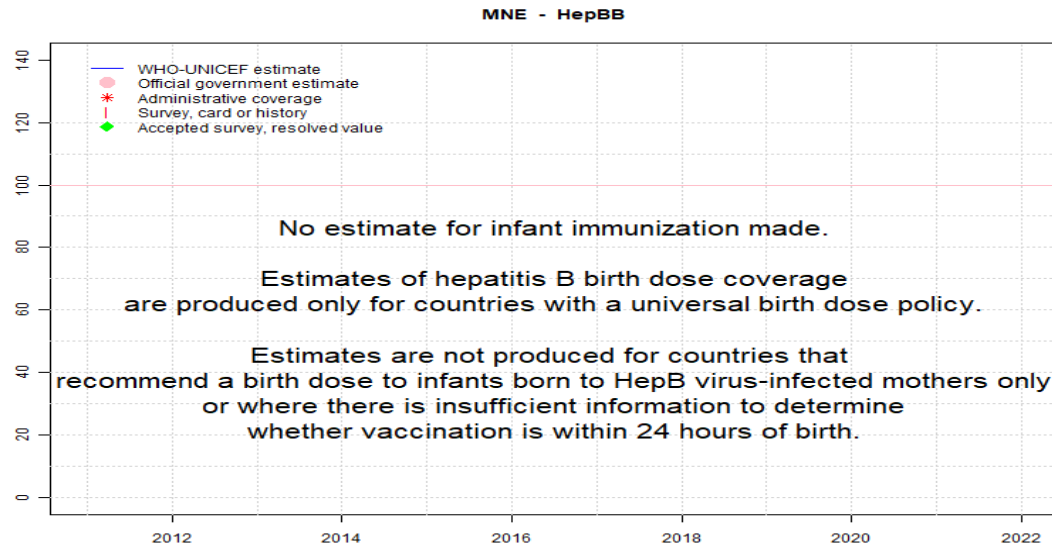 MNE - HepBB
140
120
100
80
60
40
20
0
WHO-UNICEF estimate
Official government estimate
Administrative coverage
Survey, card or history
Accepted survey, resolved value
No estimate for infant immunization made.
Estimates of hepatitis B birth dose coverage
are produced only for countries with a universal birth dose policy.
Estimates are not produced for countries that
recommend a birth dose to infants born to HepB virus-infected mothers only
or where there is insufficient information to determine
whether vaccination is within 24 hours of birth.
2012 2014 2016 2018 2020 2022